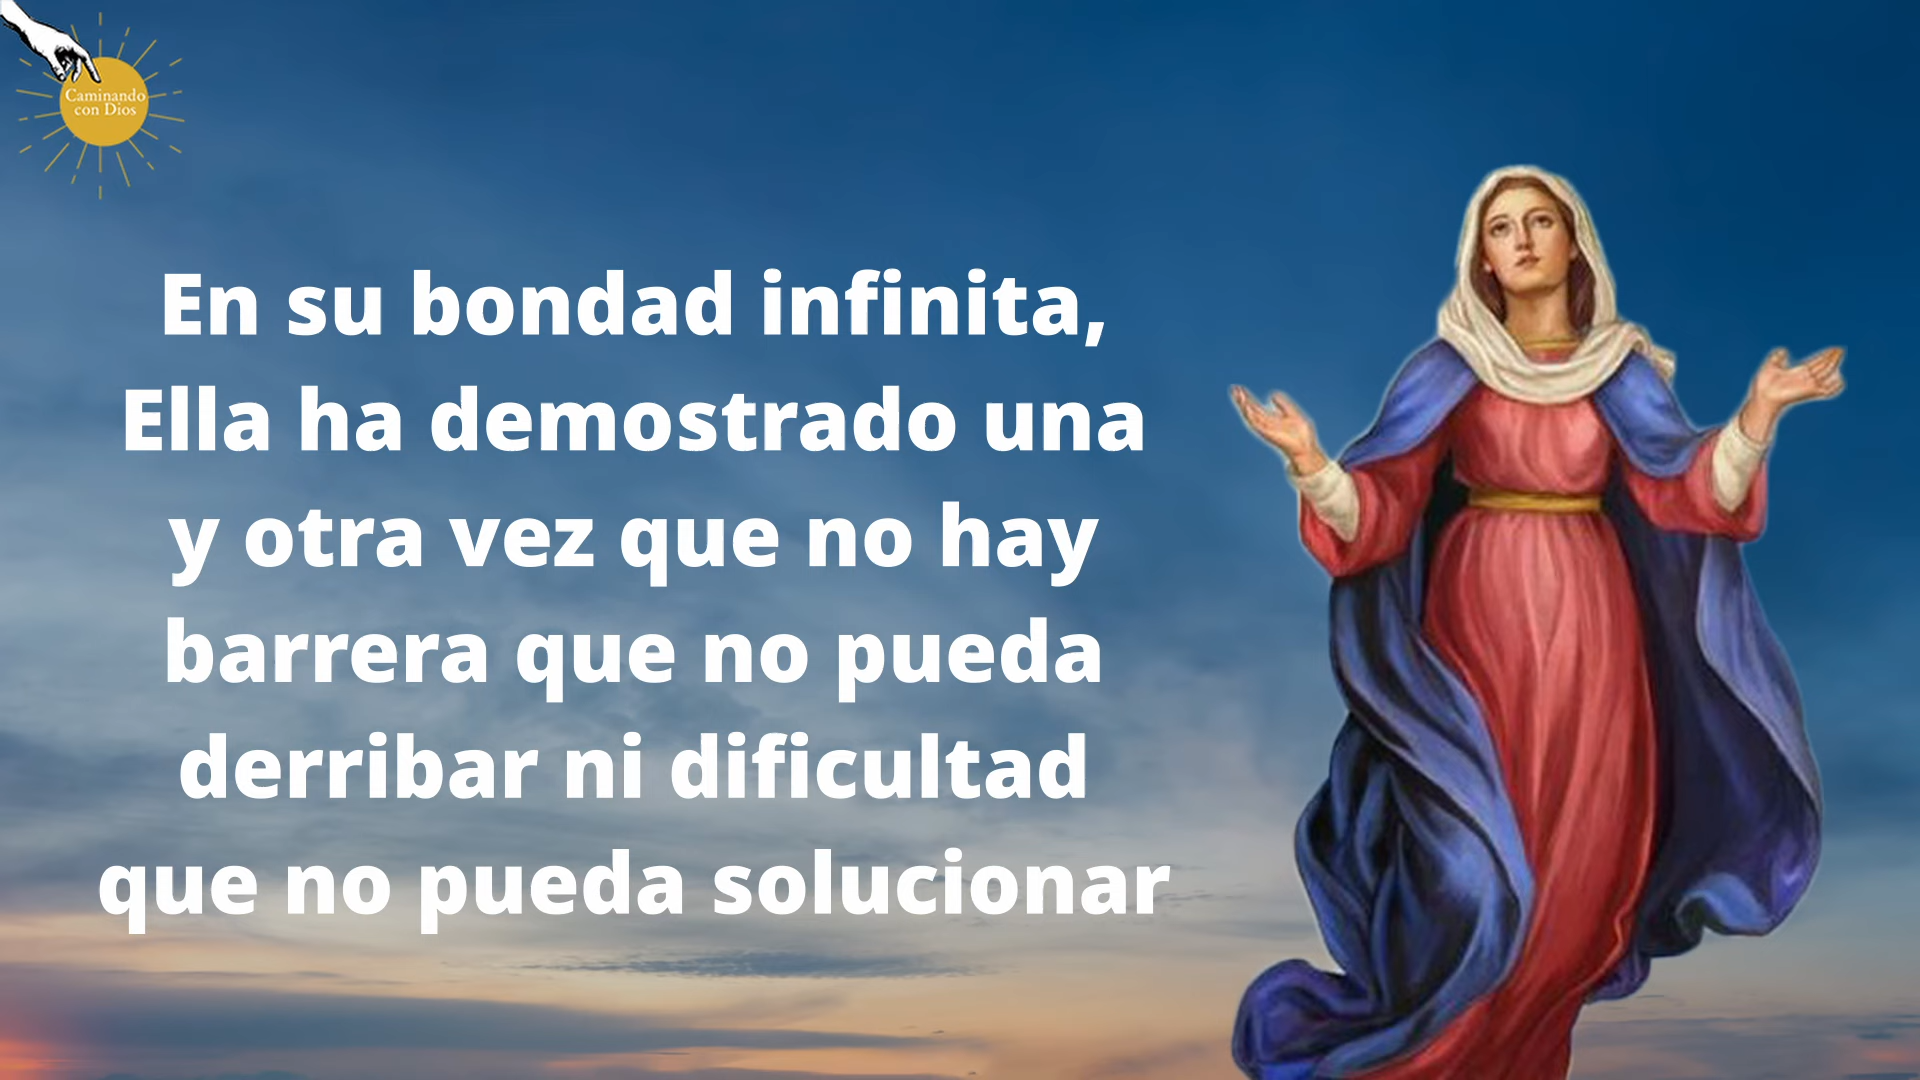 Caminando
con Dios
En su bondad infinita,
Ella ha demostrado una
y otra vez que no hay
barrera que no pueda
derribar ni dificultad
que no pueda solucionar